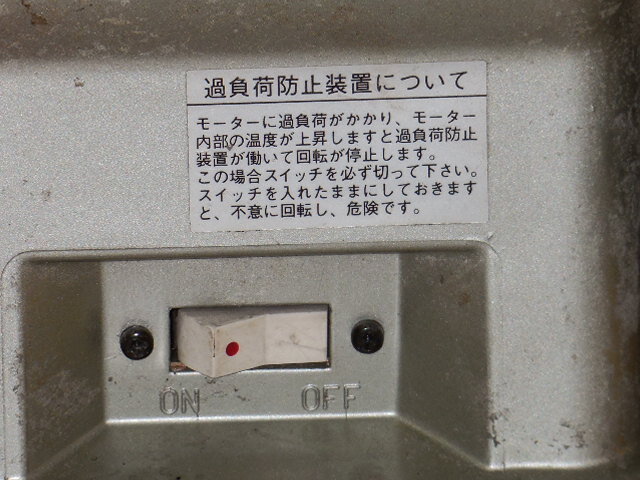 過負荷防止装置について
モーターに過負荷がかかり、モーター
内部の温度が上昇しますと過負荷防止
装置が働いて回転が停止します。
この場合スイッチを必ず切って下さい。
スイッチを入れたままにしておきます
と、不意に回転し、危険です。
ON OFF